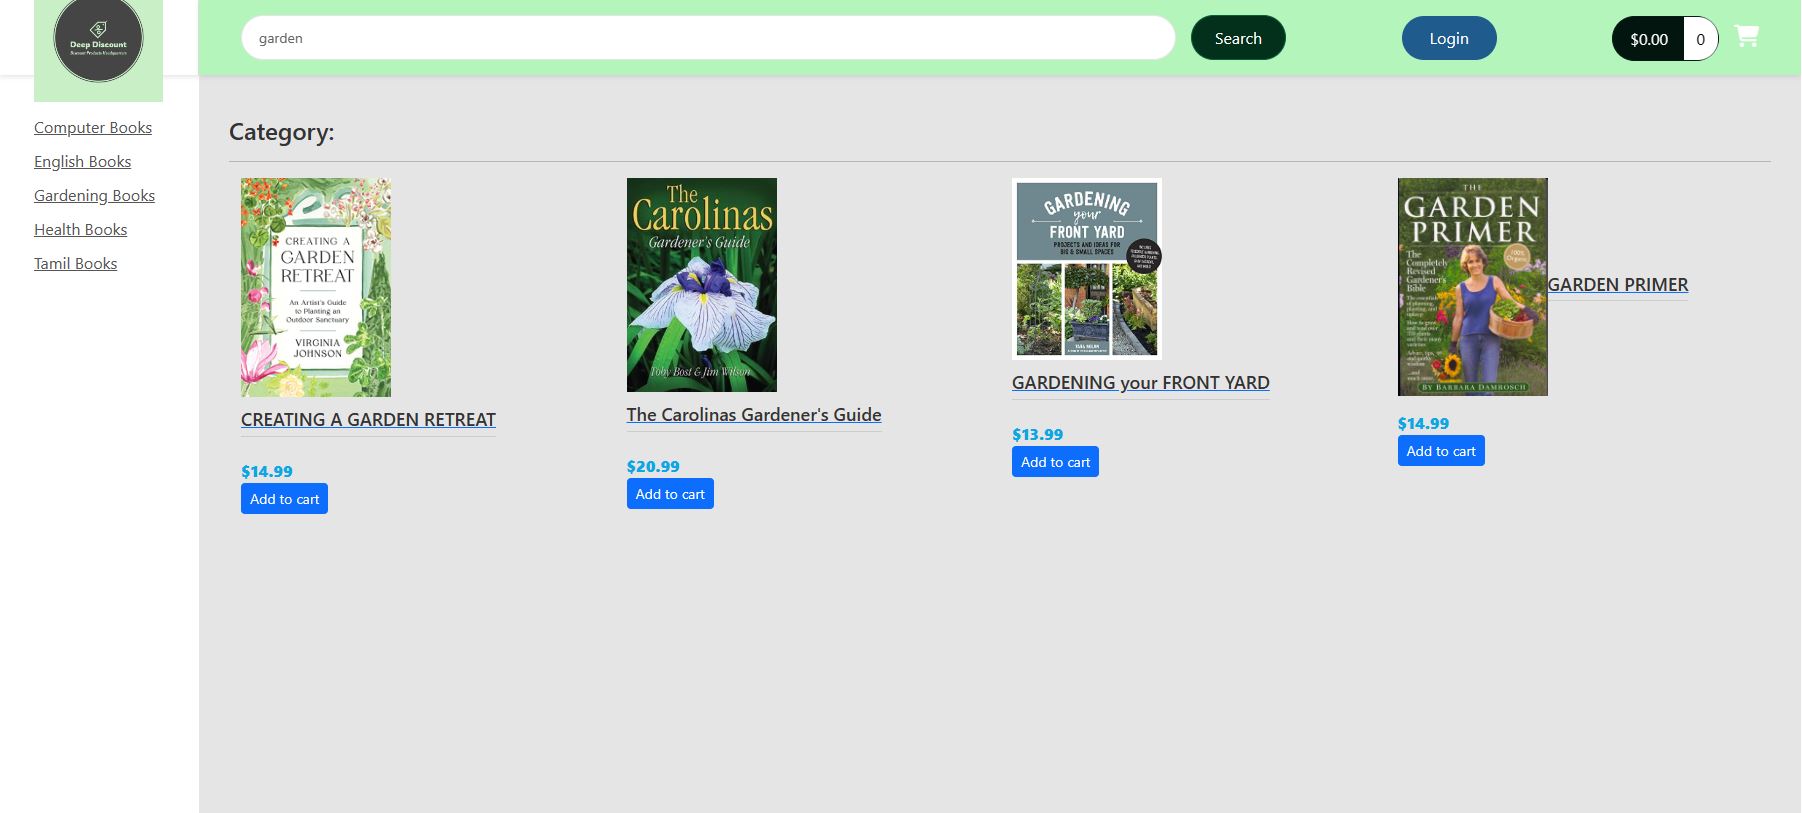 Deep Discount
Discount Products Headquarters
garden
Search
Login
$0.00
0
Computer Books
English Books
Gardening Books
Health Books
Tamil Books
Category:
CREATING A
GARDEN
RETREAT
An Artist's Guide
to Planting an
Outdoor Sanctuary
VIRGINIA
JOHNSON
CREATING A GARDEN RETREAT
$14.99
Add to cart
The
Carolinas
Gardener's Guide
Toby Bost & Jim Wilson
The Carolinas Gardener's Guide
$20.99
Add to cart
GARDENING
your
FRONT YARD
PROJECTS AND IDEAS FOR
BIG & SMALL SPACES
GARDENING your FRONT YARD
$13.99
Add to cart
THE
GARDEN
PRIMER
100%
Organic
The
Completely
Revised
Gardener's
Bible
BY BARBARA DAMROSCH
GARDEN PRIMER
$14.99
Add to cart